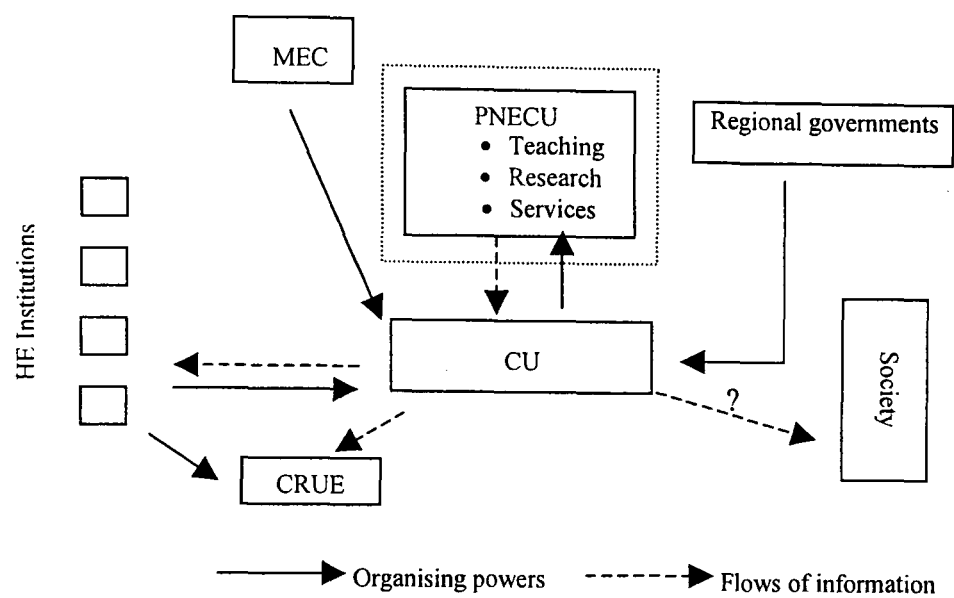 MEC
PNECU
• Teaching
• Research
• Services
Regional governments
HE Institutions
CU
?
Society
CRUE
Organising powers
Flows of information